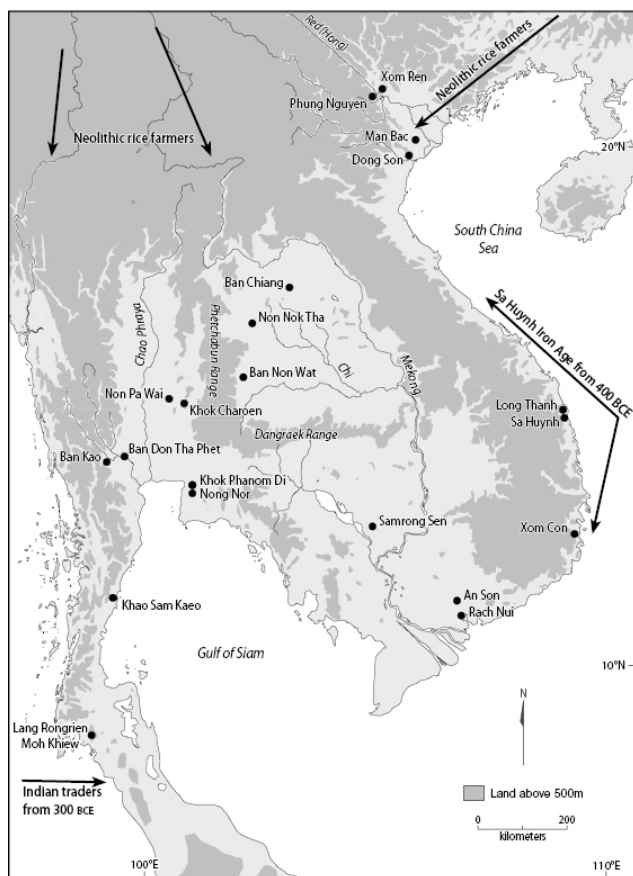 Red (Hong)
Xom Ren
Neolithic rice farmers
Phung Nguyen
Neolithic rice farmers
Man Bac
20°N
Dong Son
South China
Sea
Ban Chiang
Sa Huynh Iron Age from 400 BCE
Chao Phraya
Phetchabun Range
Non Nok Tha
Chi
Mekong
Ban Non Wat
Non Pa Wai
Khok Charoen
Long Thanh
Sa Huynh
Dangraek Range
Ban Don Tha Phet
Ban Kao
Khok Phanom Di
Nong Nor
Samrong Sen
Xom Con
Khao Sam Kaeo
An Son
Rach Nui
Gulf of Siam
10°N
N
Lang Rongrien
Moh Khiew
Indian traders
from 300 BCE
Land above 500m
0 200
kilometers
100°E
110°E